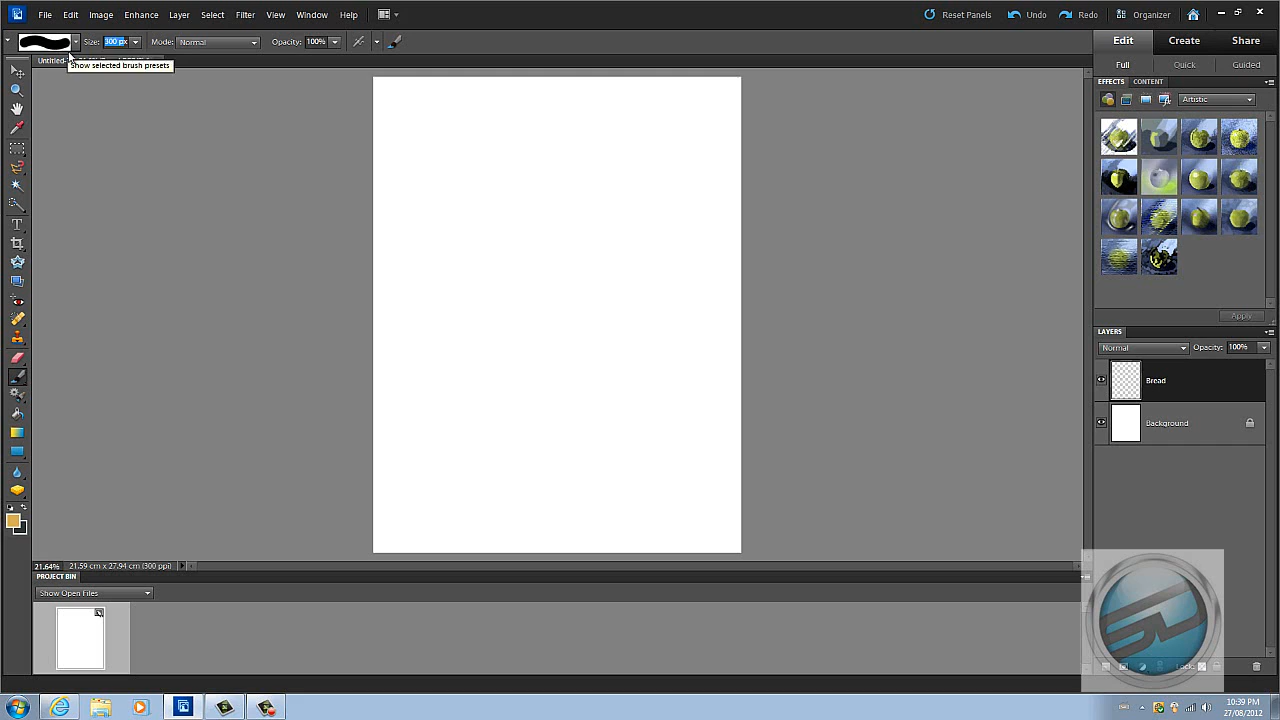 File Edit Image Enhance Layer Select Filter View Window Help Reset Panels Undo Redo Organizer
Size: 300 px Mode: Normal Opacity: 100%
Edit Create Share
Untitled-
Show selected brush presets
Full Quick Guided
EFFECTS CONTENT
Artistic
Apply
LAYERS
Normal Opacity: 100%
Bread
Background
21.64% 21.59 cm x 27.94 cm (300 ppi)
PROJECT BIN
Show Open Files
Lock:
10:39 PM
27/08/2012